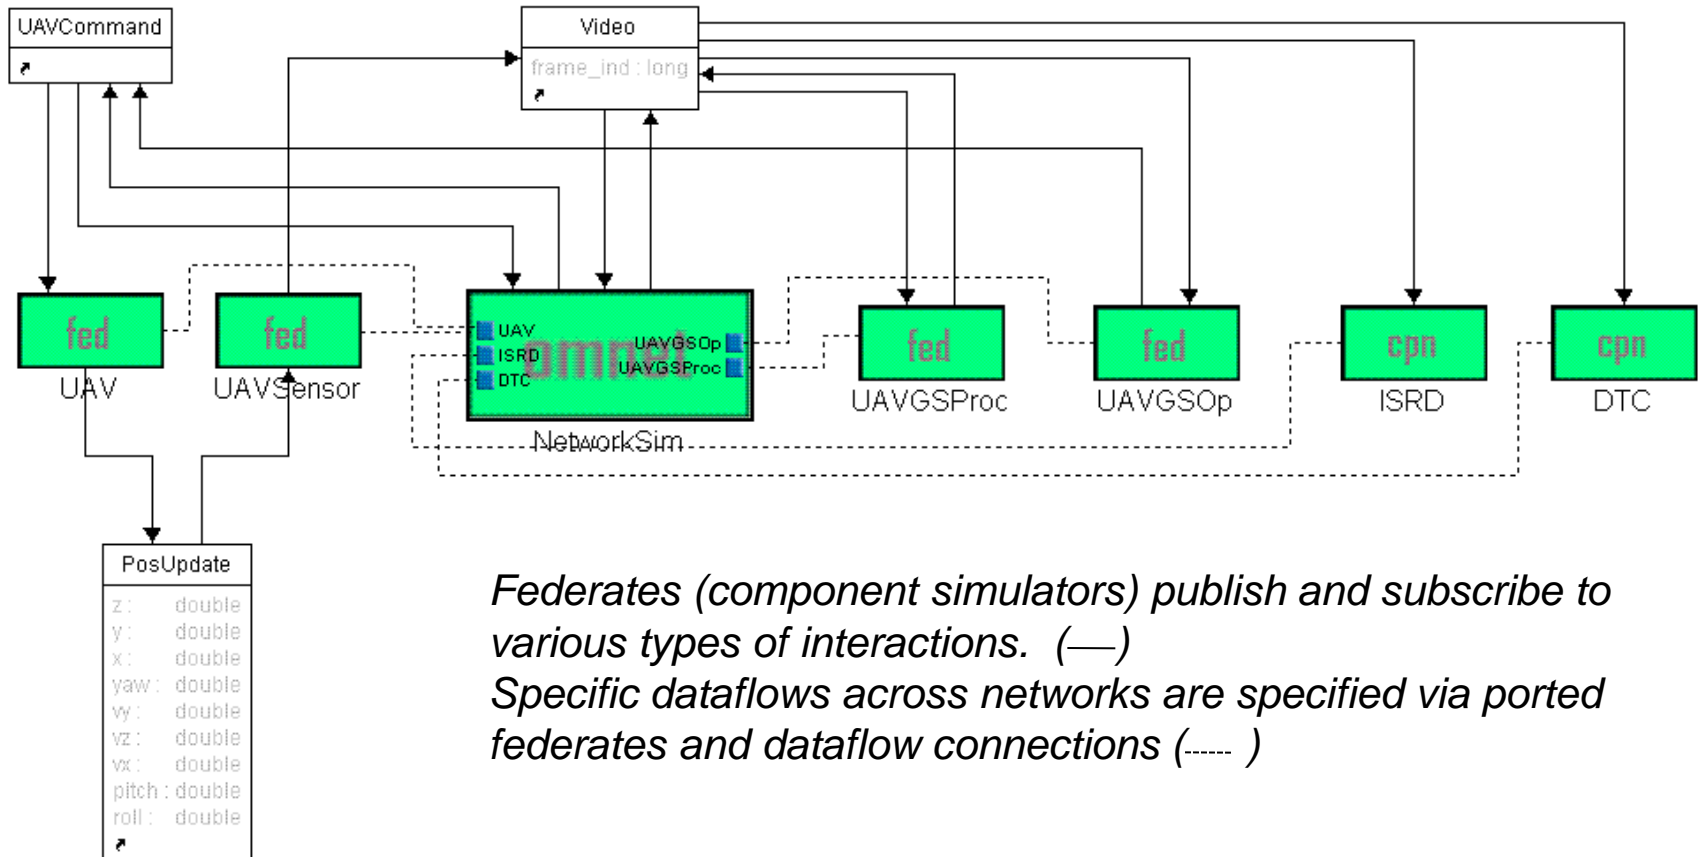 UAVCommand
Video
frame_ind : long
fed
UAV
fed
UAVSensor
omnet
UAV
ISRD
DTC
UAVGSOp
UAVGSProc
NetworkSim
fed
UAVGSProc
fed
UAVGSOp
cpn
ISRD
cpn
DTC
PosUpdate
z : double
y : double
x : double
yaw : double
vy : double
vz : double
vx : double
pitch : double
roll : double
Federates (component simulators) publish and subscribe to
various types of interactions. (—)
Specific dataflows across networks are specified via ported
federates and dataflow connections (------ )